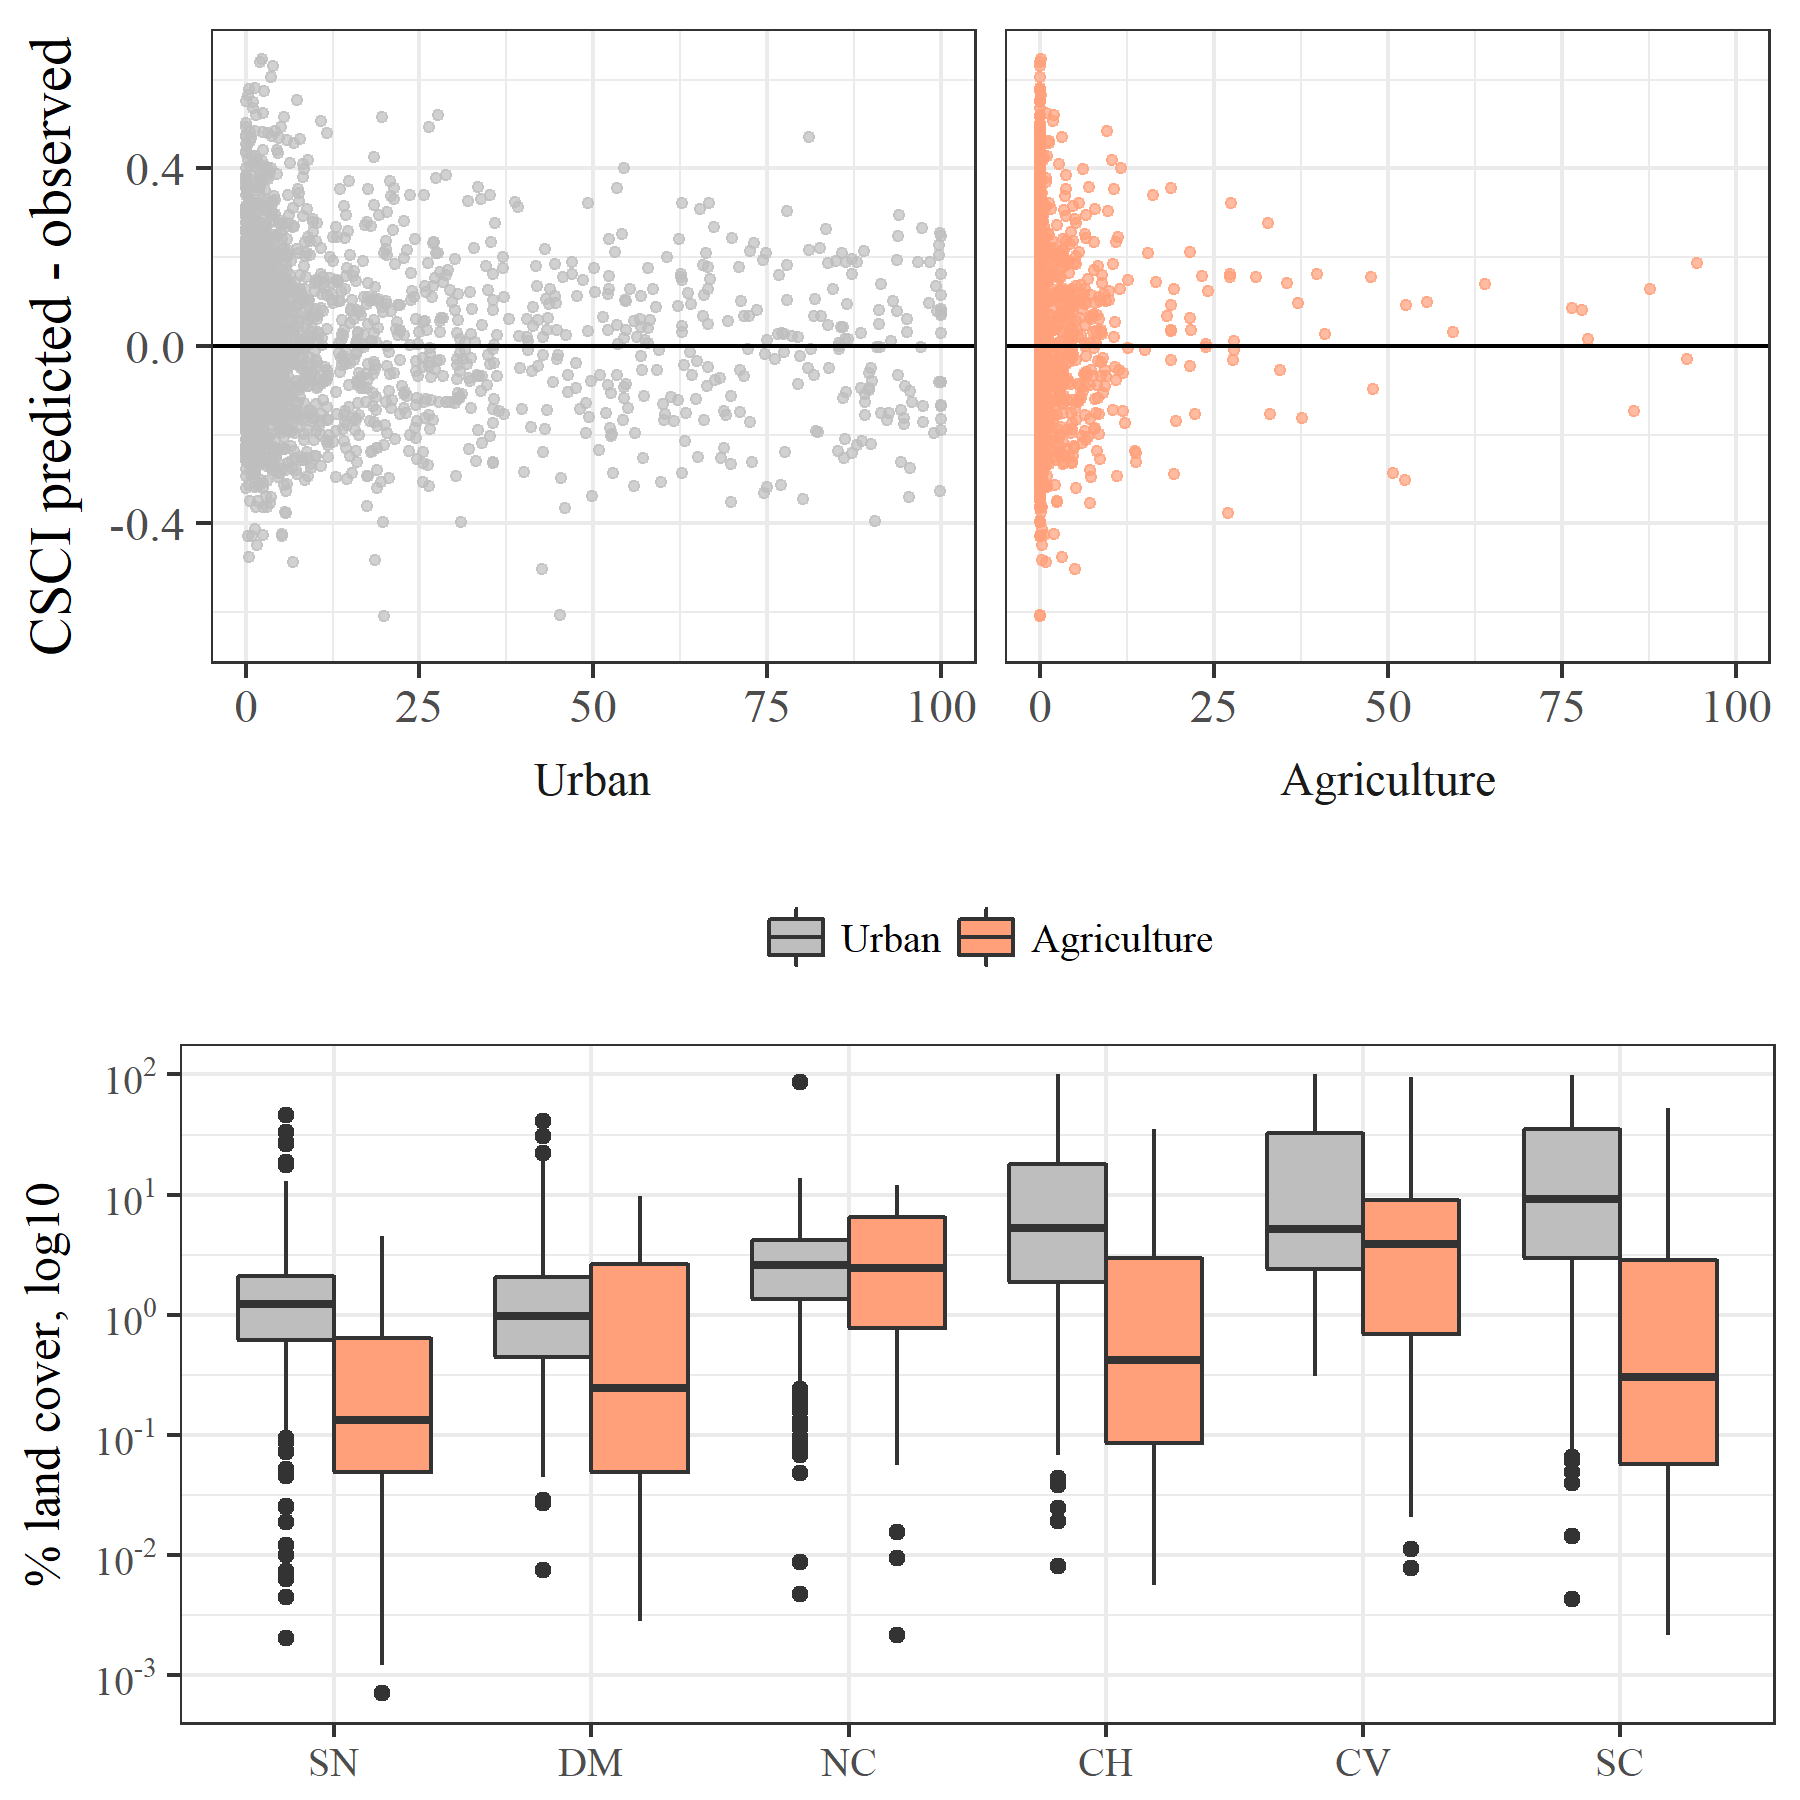 CSCI predicted - observed
0.4
0.0
-0.4
0 25 50 75 100
0 25 50 75 100
Urban
Agriculture
Urban Agriculture
% land cover, log10
10²
10¹
10⁰
10⁻¹
10⁻²
10⁻³
SN DM NC CH CV SC